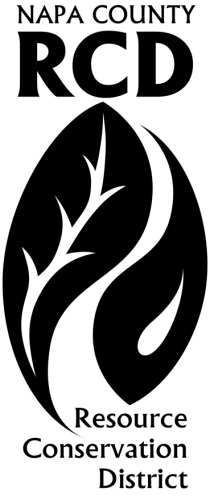 NAPA COUNTY
RCD
Resource
Conservation
District